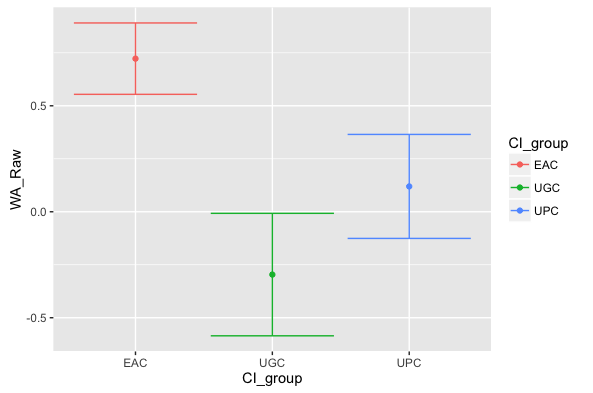 WA_Raw
0.5
0.0
-0.5
EAC
UGC
UPC
CI_group
CI_group
EAC
UGC
UPC